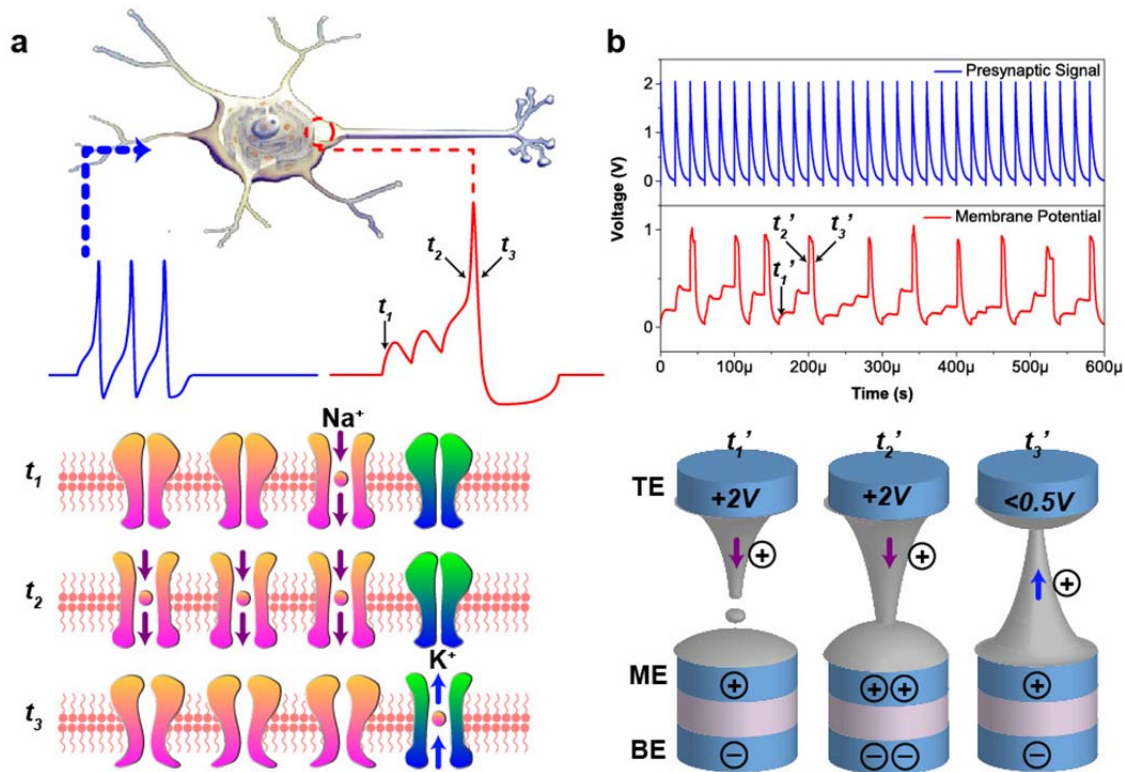 a
t₁
t₂
t₃
Na⁺
t₁
t₂
K⁺
t₃
b
Presynaptic Signal
2
1
0
Voltage (V)
Membrane Potential
1
0
t₁’
t₂’
t₃’
0
100μ
200μ
300μ
400μ
500μ
600μ
Time (s)
t₁’
t₂’
t₃’
TE
+2V
+2V
<0.5V
+
+
+
ME
+
++
+
BE
−
−−
−